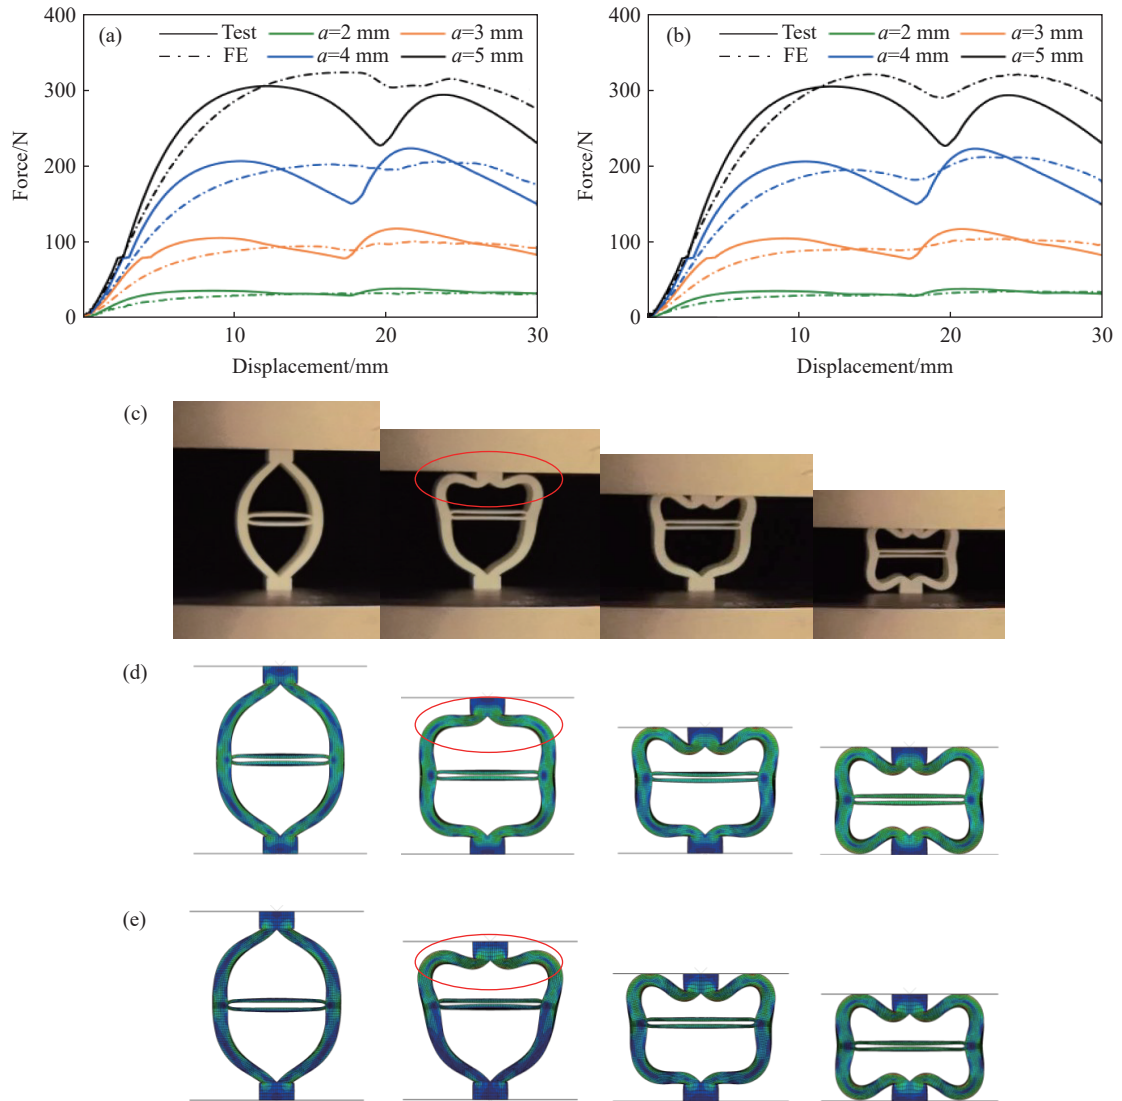 (a)
Test
a=2 mm
a=3 mm
FE
a=4 mm
a=5 mm
400
300
200
100
0
10
20
30
Force/N
Displacement/mm
(b)
Test
a=2 mm
a=3 mm
FE
a=4 mm
a=5 mm
400
300
200
100
0
10
20
30
Force/N
Displacement/mm
(c)
(d)
(e)